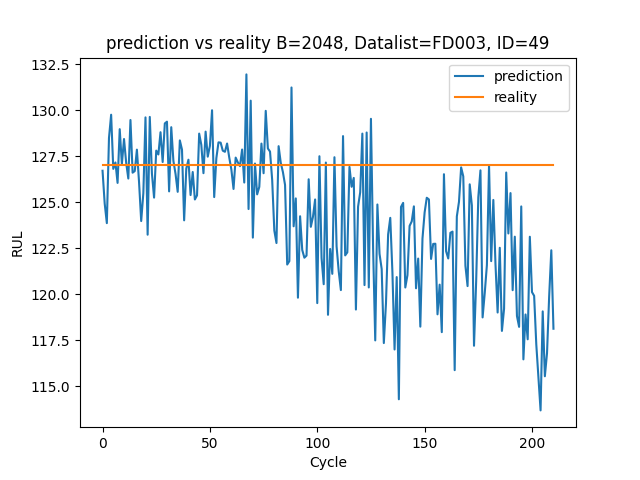 prediction vs reality B=2048, Datalist=FD003, ID=49
prediction
reality
RUL
132.5
130.0
127.5
125.0
122.5
120.0
117.5
115.0
0
50
100
150
200
Cycle